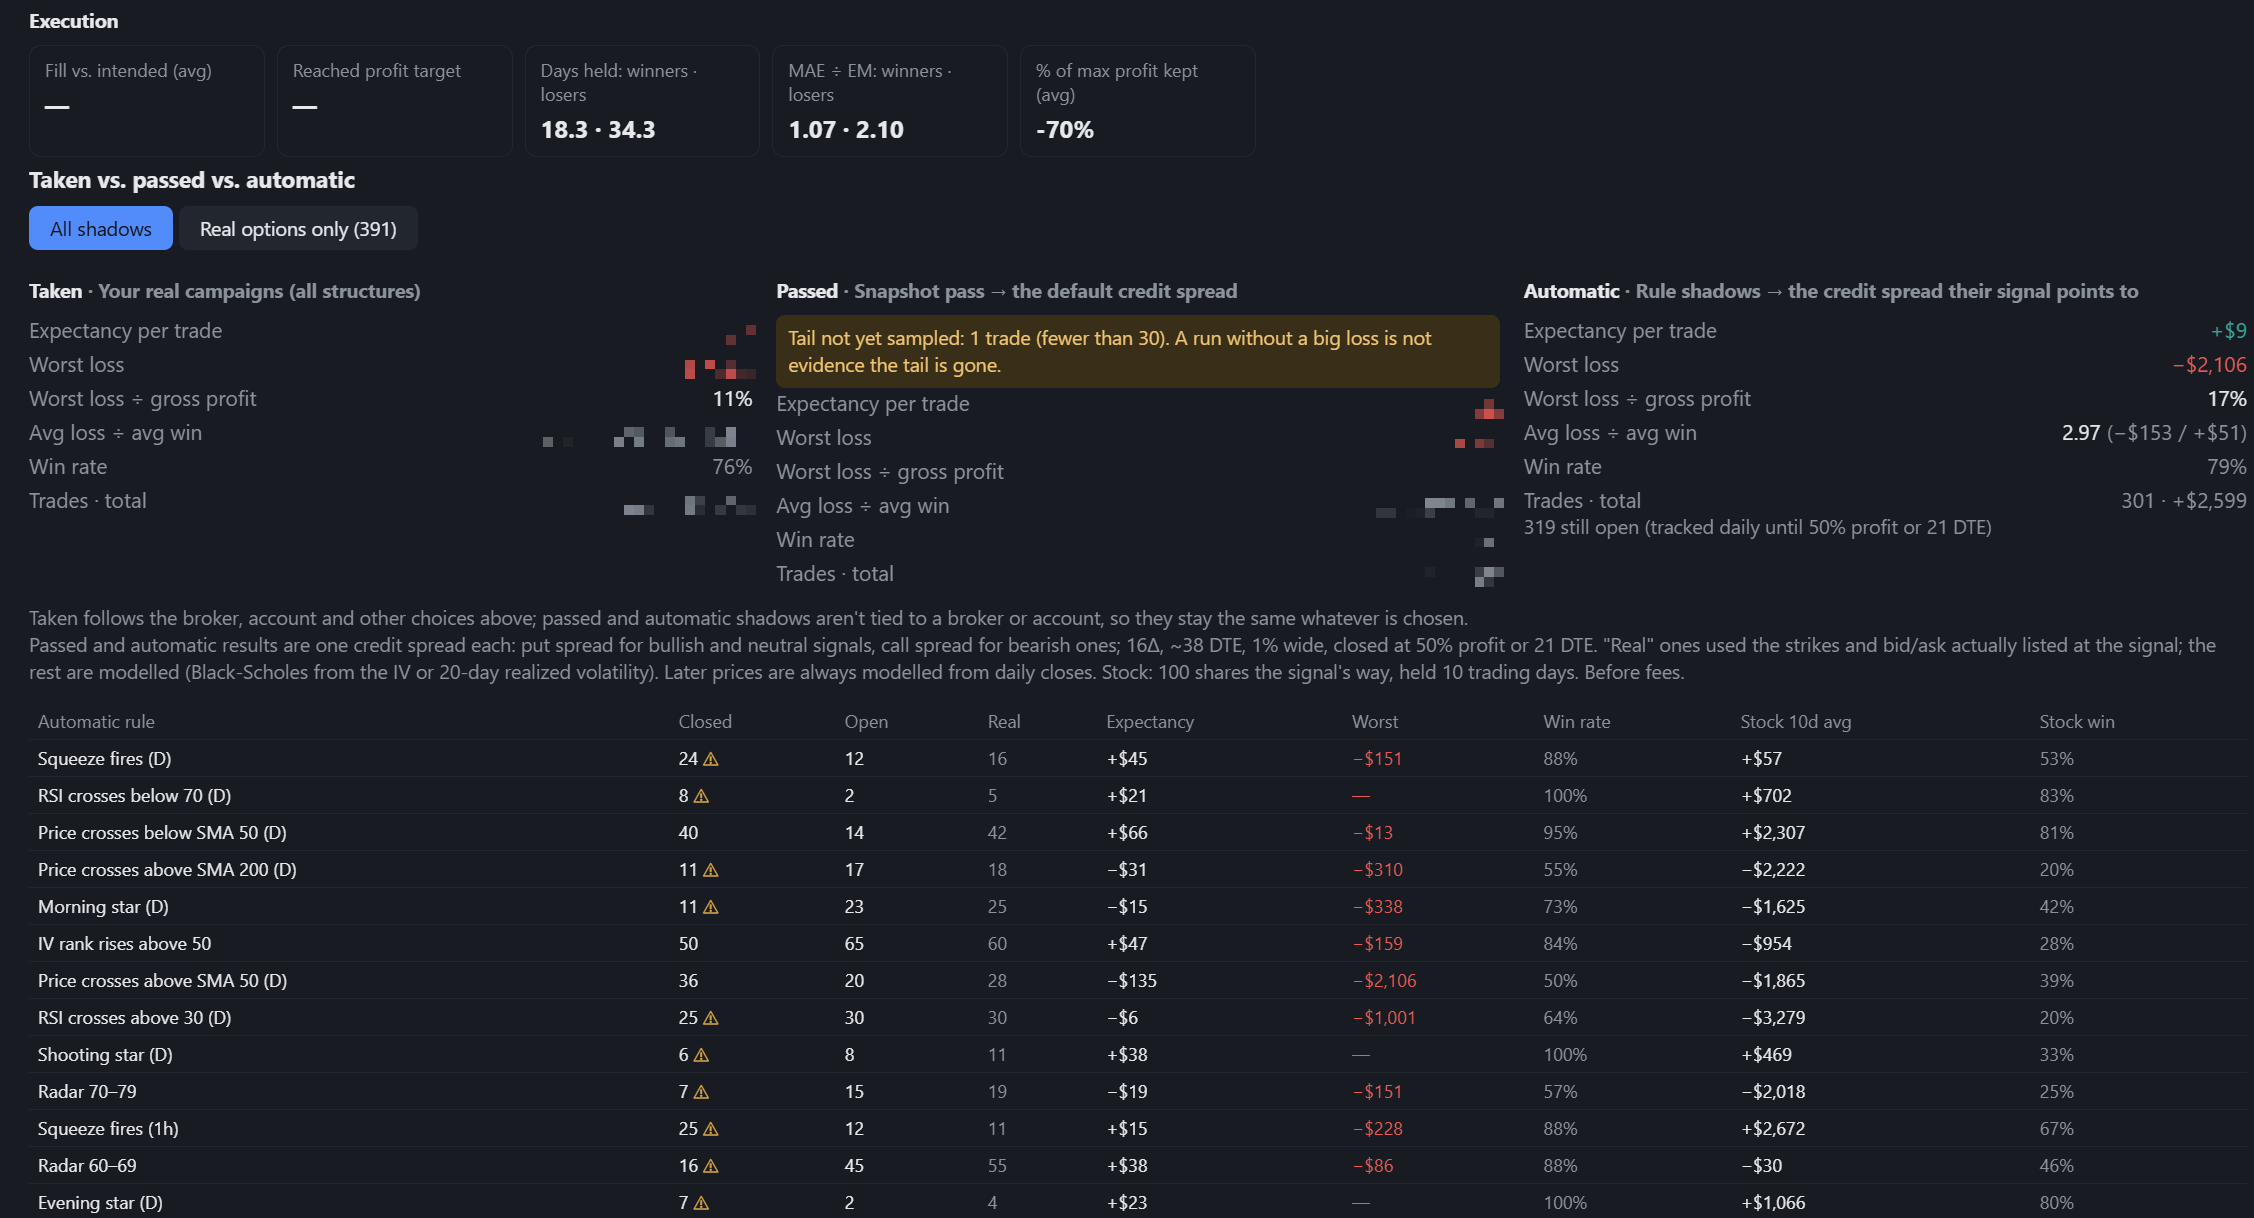 Execution
Fill vs. intended (avg)
—
Reached profit target
—
Days held: winners ·
losers
18.3 · 34.3
MAE ÷ EM: winners ·
losers
1.07 · 2.10
% of max profit kept
(avg)
-70%
Taken vs. passed vs. automatic
All shadows
Real options only (391)
Taken · Your real campaigns (all structures)
Expectancy per trade
Worst loss
Worst loss ÷ gross profit 11%
Avg loss ÷ avg win
Win rate 76%
Trades · total
Passed · Snapshot pass → the default credit spread
Tail not yet sampled: 1 trade (fewer than 30). A run without a big loss is not
evidence the tail is gone.
Expectancy per trade
Worst loss
Worst loss ÷ gross profit
Avg loss ÷ avg win
Win rate
Trades · total
Automatic · Rule shadows → the credit spread their signal points to
Expectancy per trade +$9
Worst loss −$2,106
Worst loss ÷ gross profit 17%
Avg loss ÷ avg win 2.97 (−$153 / +$51)
Win rate 79%
Trades · total 301 · +$2,599
319 still open (tracked daily until 50% profit or 21 DTE)
Taken follows the broker, account and other choices above; passed and automatic shadows aren't tied to a broker or account, so they stay the same whatever is chosen.
Passed and automatic results are one credit spread each: put spread for bullish and neutral signals, call spread for bearish ones; 16Δ, ~38 DTE, 1% wide, closed at 50% profit or 21 DTE. "Real" ones used the strikes and bid/ask actually listed at the signal; the
rest are modelled (Black-Scholes from the IV or 20-day realized volatility). Later prices are always modelled from daily closes. Stock: 100 shares the signal's way, held 10 trading days. Before fees.
Automatic rule Closed Open Real Expectancy Worst Win rate Stock 10d avg Stock win
Squeeze fires (D) 24 ⚠ 12 16 +$45 −$151 88% +$57 53%
RSI crosses below 70 (D) 8 ⚠ 2 5 +$21 — 100% +$702 83%
Price crosses below SMA 50 (D) 40 14 42 +$66 −$13 95% +$2,307 81%
Price crosses above SMA 200 (D) 11 ⚠ 17 18 −$31 −$310 55% −$2,222 20%
Morning star (D) 11 ⚠ 23 25 −$15 −$338 73% −$1,625 42%
IV rank rises above 50 50 65 60 +$47 −$159 84% −$954 28%
Price crosses above SMA 50 (D) 36 20 28 −$135 −$2,106 50% −$1,865 39%
RSI crosses above 30 (D) 25 ⚠ 30 30 −$6 −$1,001 64% −$3,279 20%
Shooting star (D) 6 ⚠ 8 11 +$38 — 100% +$469 33%
Radar 70–79 7 ⚠ 15 19 −$19 −$151 57% −$2,018 25%
Squeeze fires (1h) 25 ⚠ 12 11 +$15 −$228 88% +$2,672 67%
Radar 60–69 16 ⚠ 45 55 +$38 −$86 88% −$30 46%
Evening star (D) 7 ⚠ 2 4 +$23 — 100% +$1,066 80%